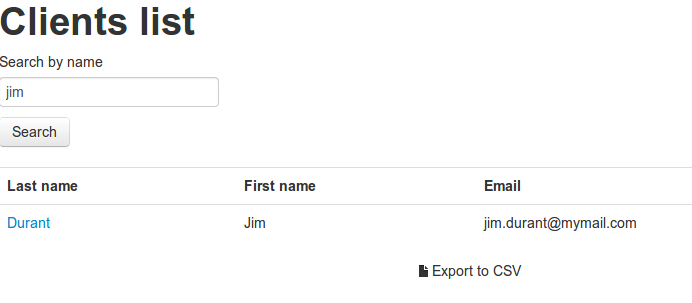 Clients list
Search by name
jim
Search
Last name First name Email
Durant Jim jim.durant@mymail.com
Export to CSV